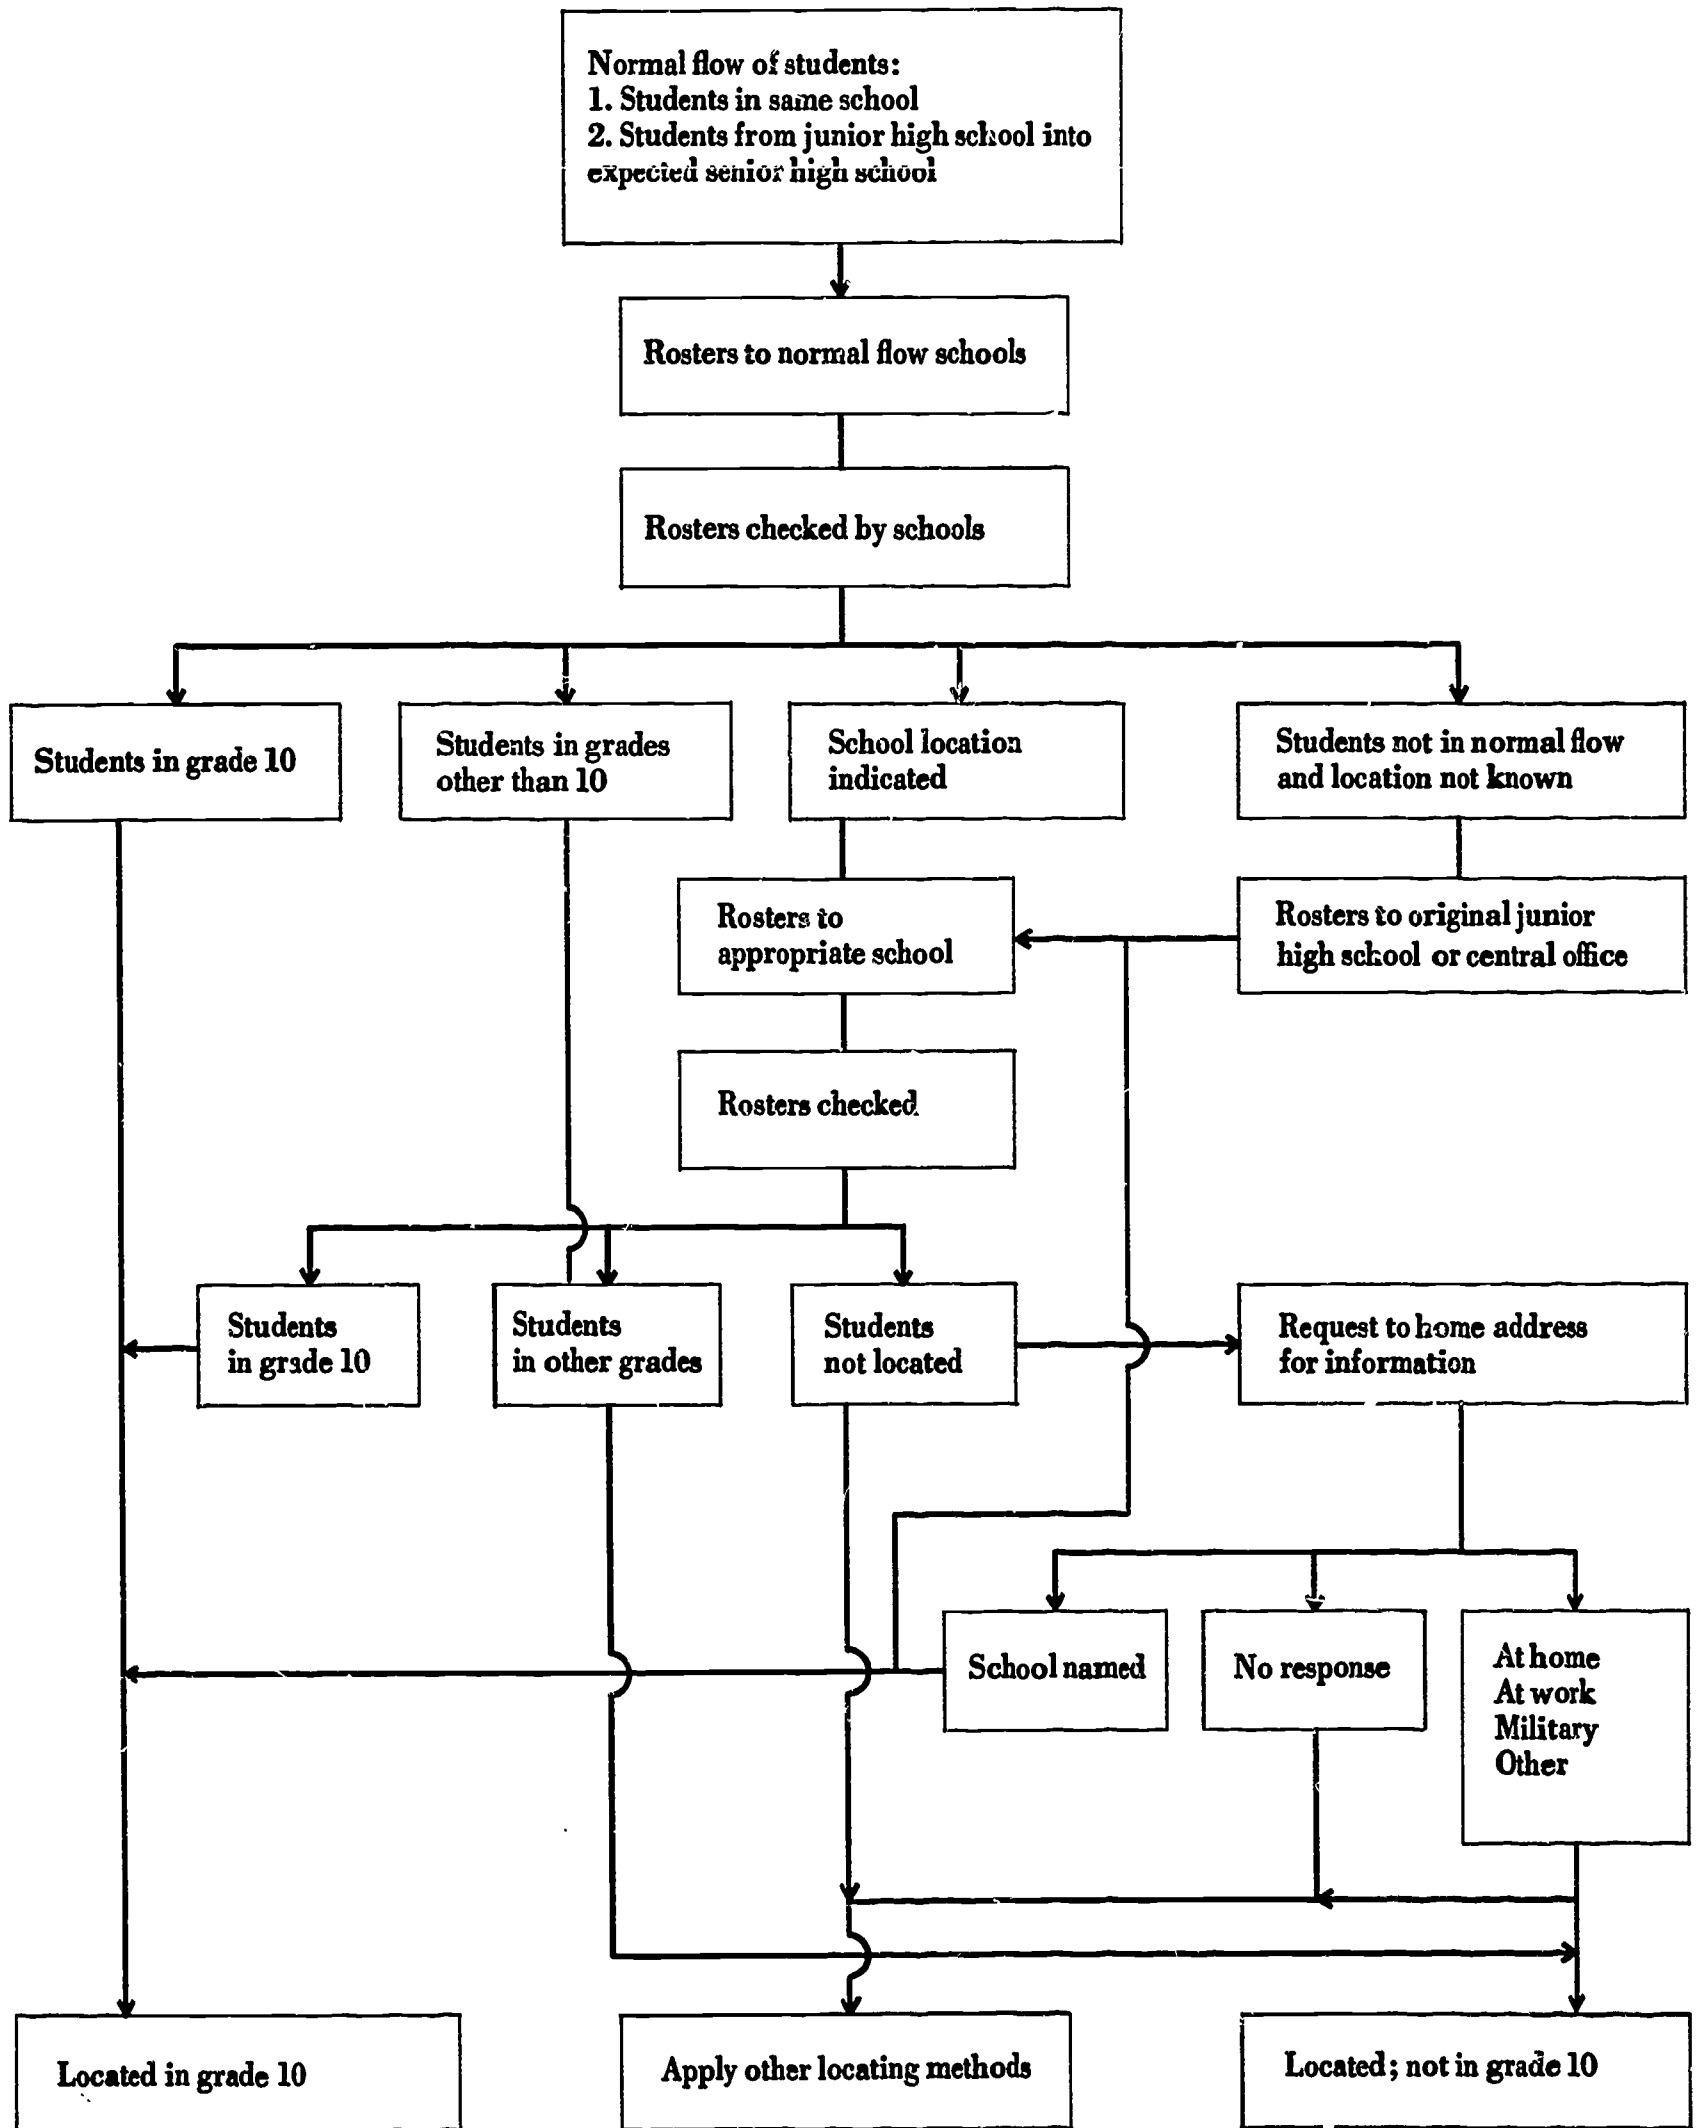 Normal flow of students:
1. Students in same school
2. Students from junior high school into
expected senior high school
Rosters to normal flow schools
Rosters checked by schools
Students in grade 10
Students in grades
other than 10
School location
indicated
Students not in normal flow
and location not known
Rosters to
appropriate school
Rosters to original junior
high school or central office
Rosters checked
Students
in grade 10
Students
in other grades
Students
not located
Request to home address
for information
School named
No response
At home
At work
Military
Other
Located in grade 10
Apply other locating methods
Located; not in grade 10